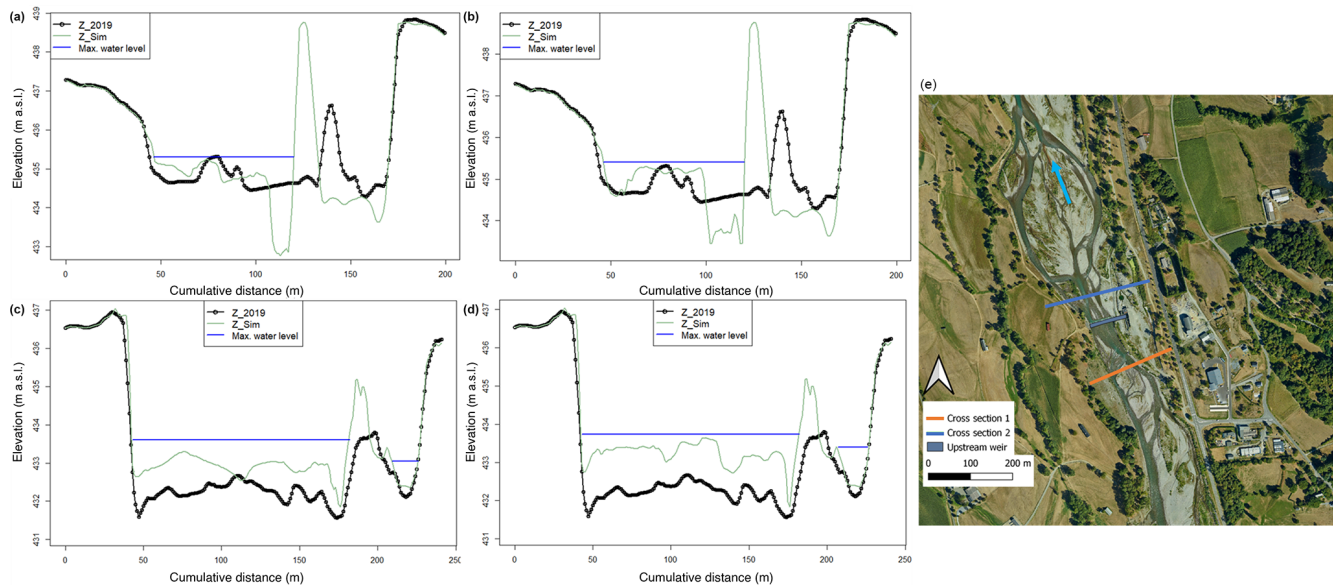 (a)
Z_2019
Z_Sim
Max. water level
Elevation (m a.s.l.)
439
437
436
435
434
433
0
50
100
150
200
Cumulative distance (m)
(b)
Z_2019
Z_Sim
Max. water level
Elevation (m a.s.l.)
438
437
436
435
434
0
50
100
150
200
Cumulative distance (m)
(c)
Z_2019
Z_Sim
Max. water level
Elevation (m a.s.l.)
437
436
435
434
433
432
431
0
50
100
150
200
250
Cumulative distance (m)
(d)
Z_2019
Z_Sim
Max. water level
Elevation (m a.s.l.)
437
436
435
434
433
432
431
0
50
100
150
200
250
Cumulative distance (m)
(e)
Cross section 1
Cross section 2
Upstream weir
0 100 200 m